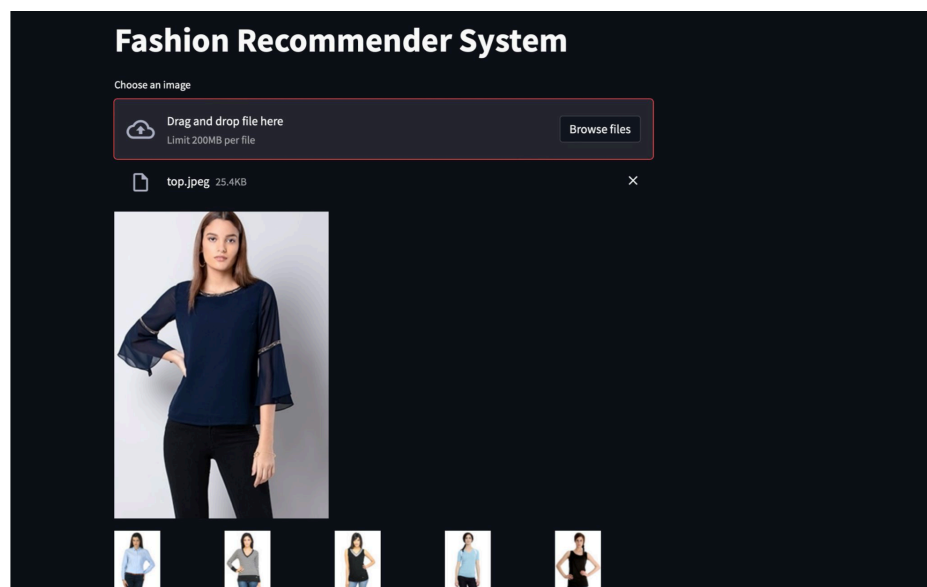 Fashion Recommender System
Choose an image
Drag and drop file here
Limit 200MB per file
Browse files
top.jpeg 25.4KB